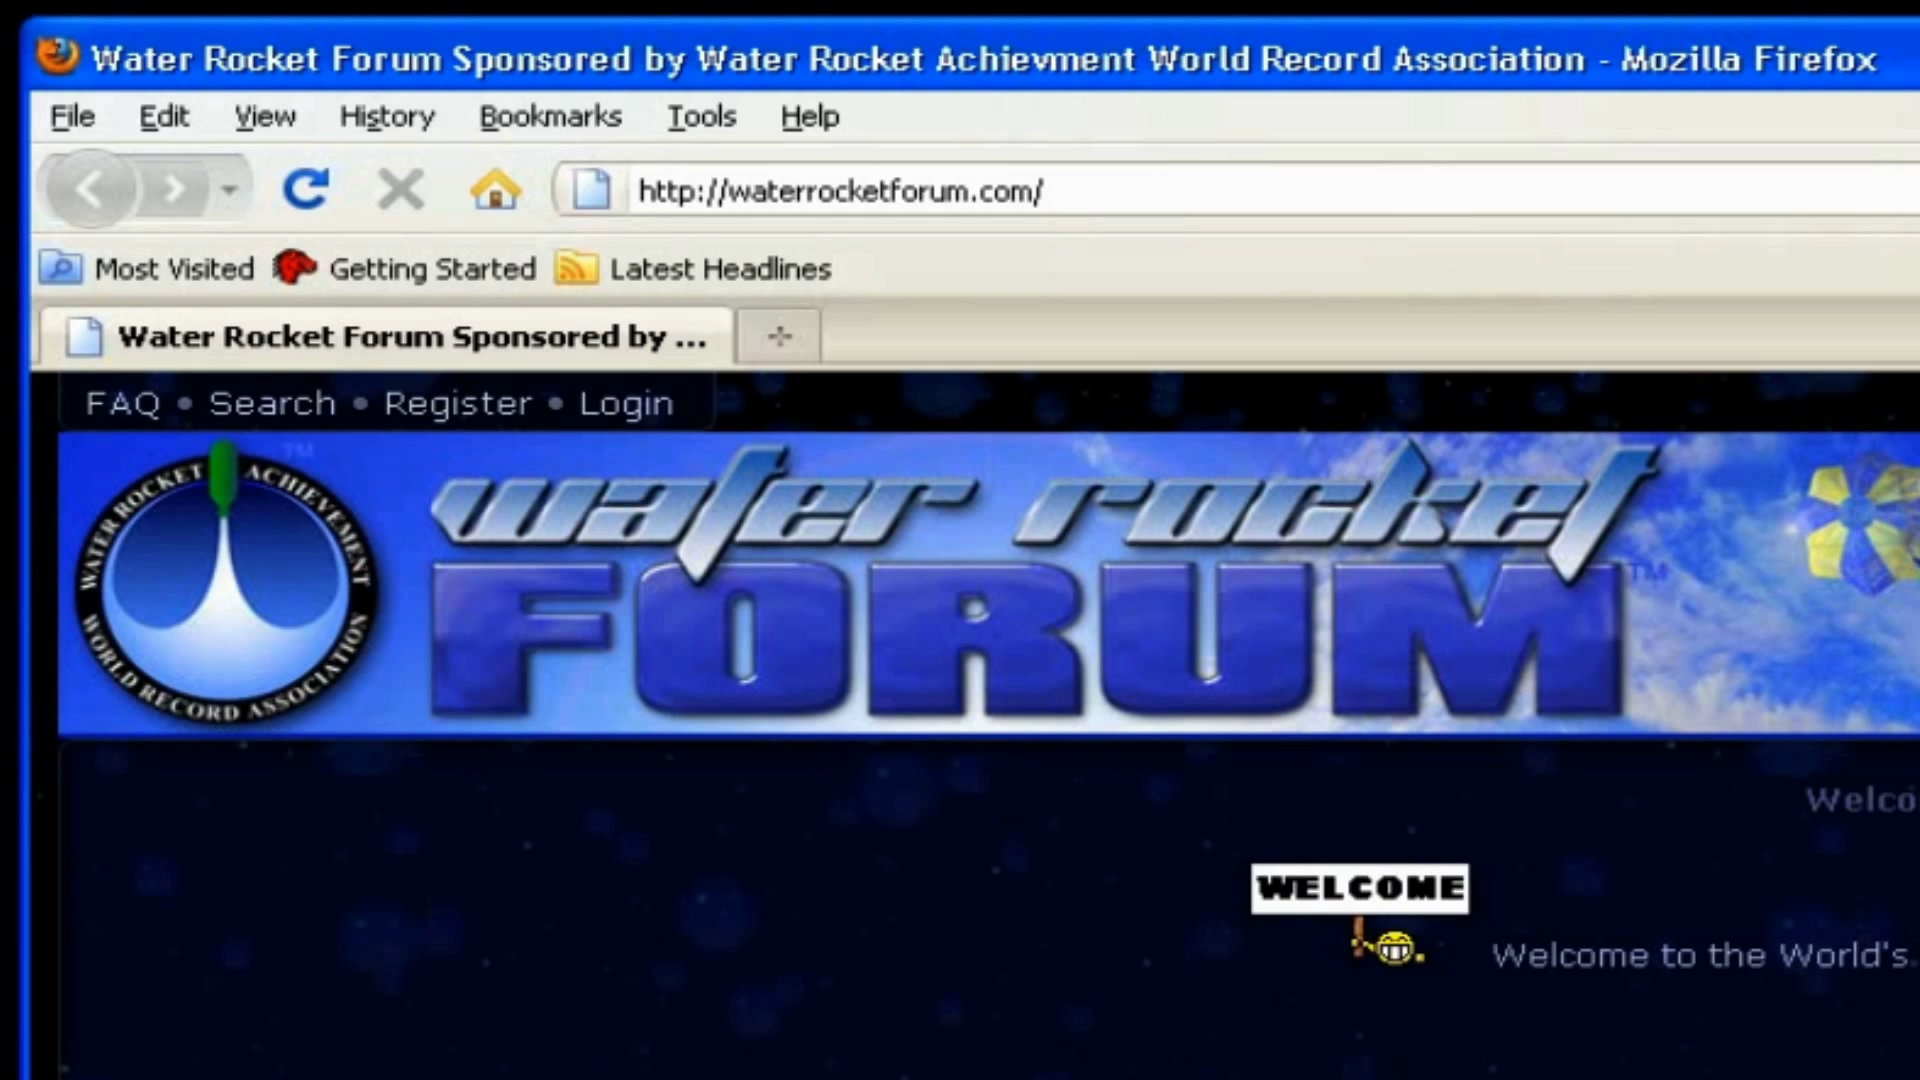 Water Rocket Forum Sponsored by Water Rocket Achievment World Record Association - Mozilla Firefox
File Edit View History Bookmarks Tools Help
http://waterrocketforum.com/
Most Visited Getting Started Latest Headlines
Water Rocket Forum Sponsored by ...
FAQ • Search • Register • Login
WATER ROCKET ACHIEVEMENT
WORLD RECORD ASSOCIATION
TM
water rocket
FORUM
TM
Welco
WELCOME
Welcome to the World's